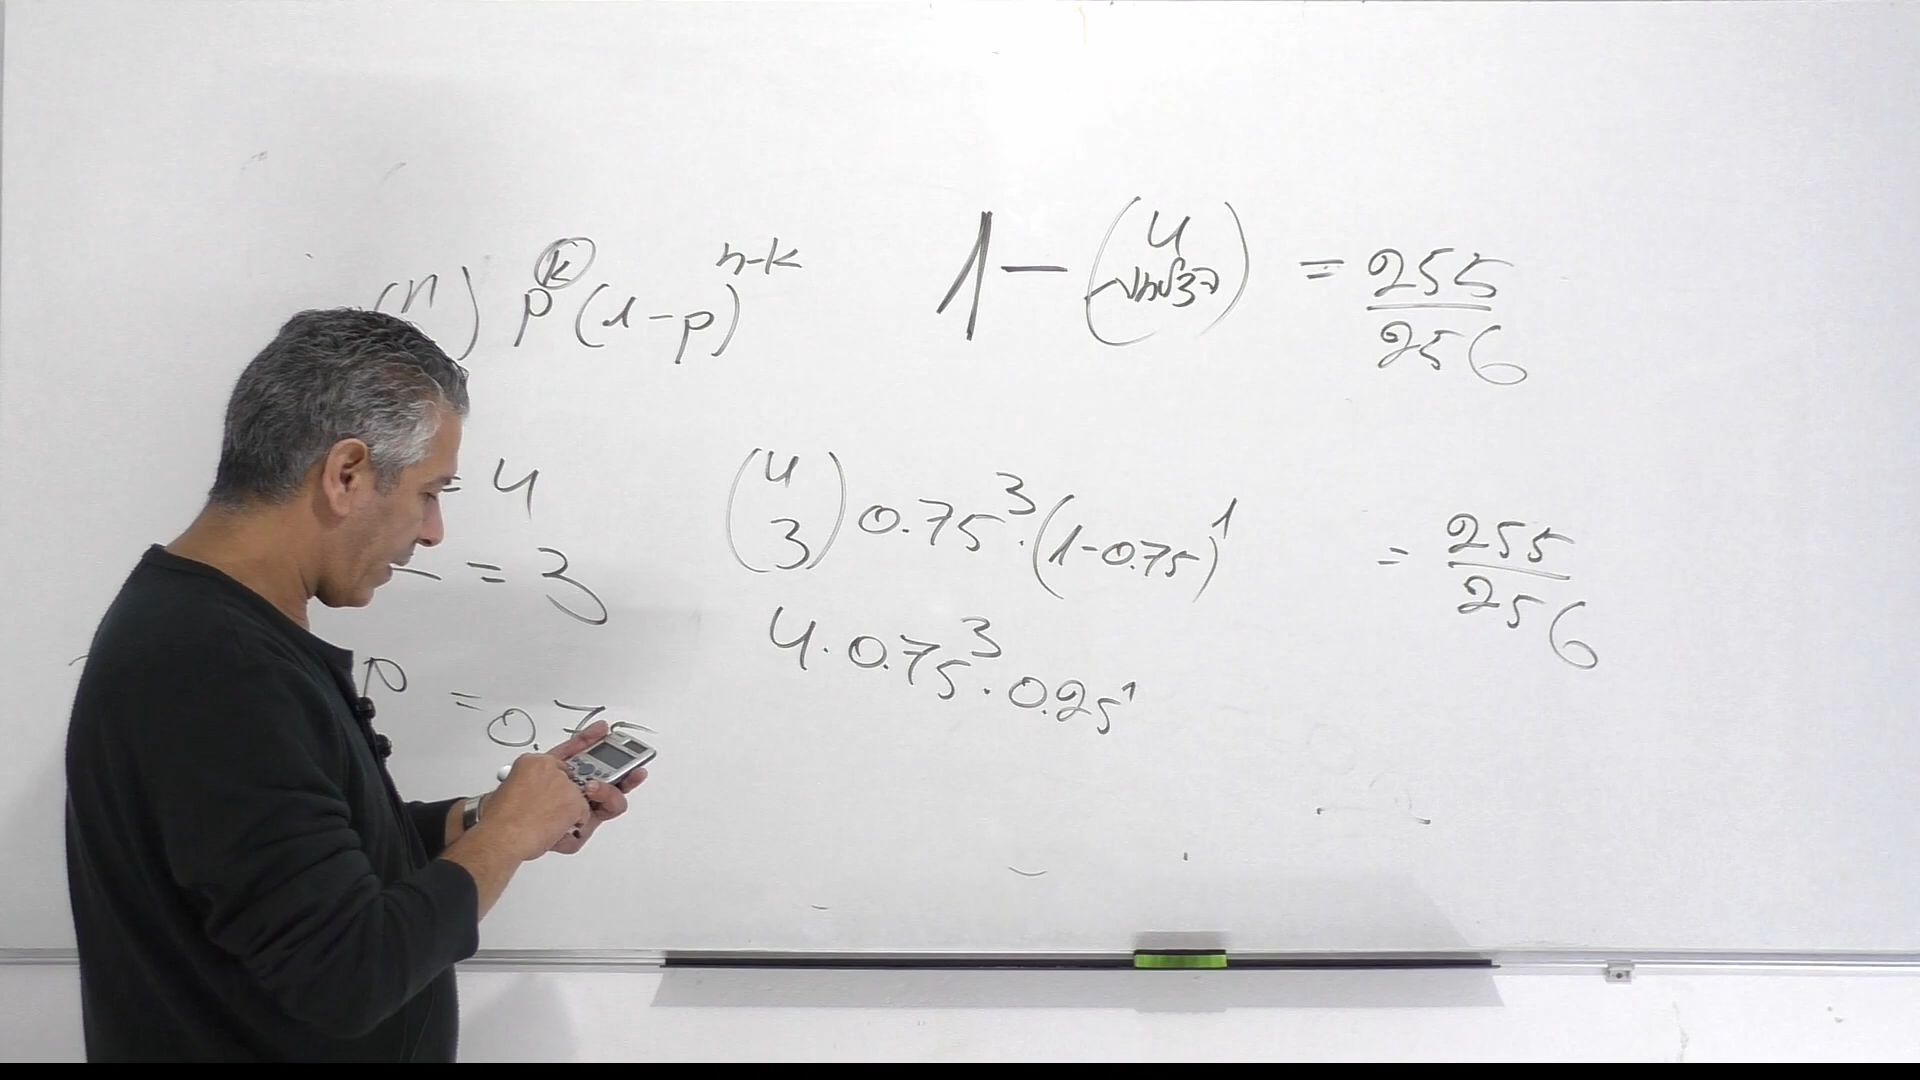 (n) p^k (1-p)^n-k
1 - (4) = 255/256
= 4
(4 3) 0.75^3 · (1-0.75)^1 = 255/256
= 3
4 · 0.75^3 · 0.25^1
p = 0.75